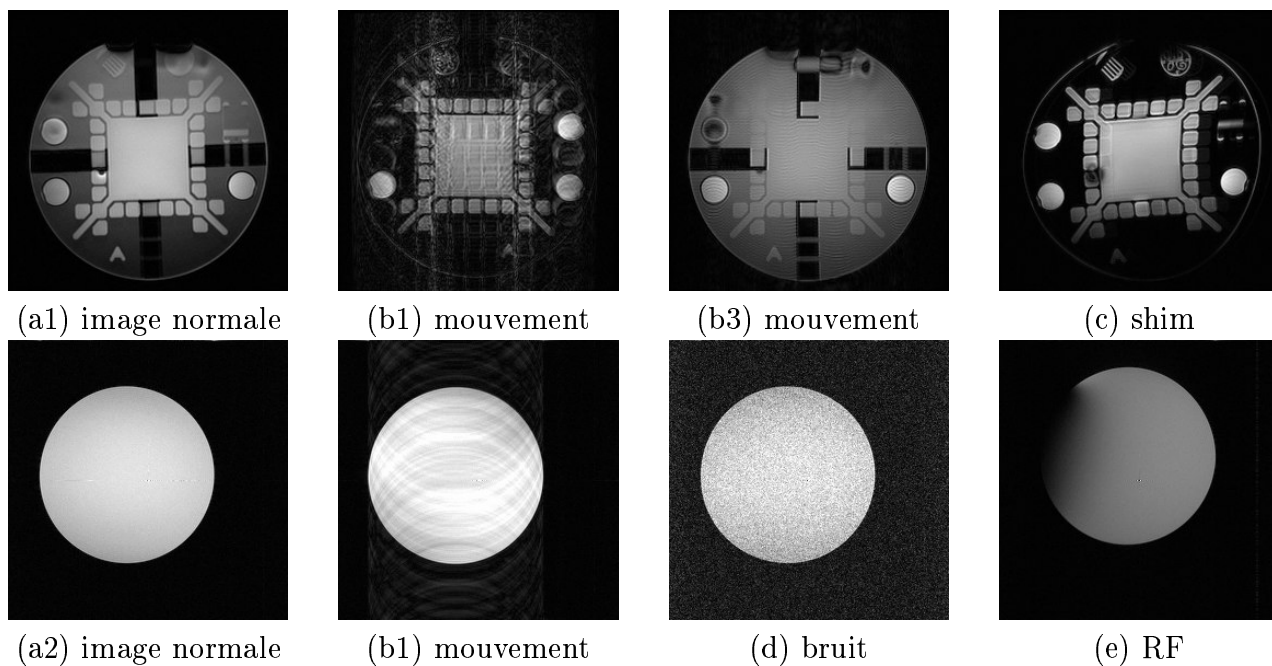 (a1) image normale
(b1) mouvement
(b3) mouvement
(c) shim
(a2) image normale
(b1) mouvement
(d) bruit
(e) RF